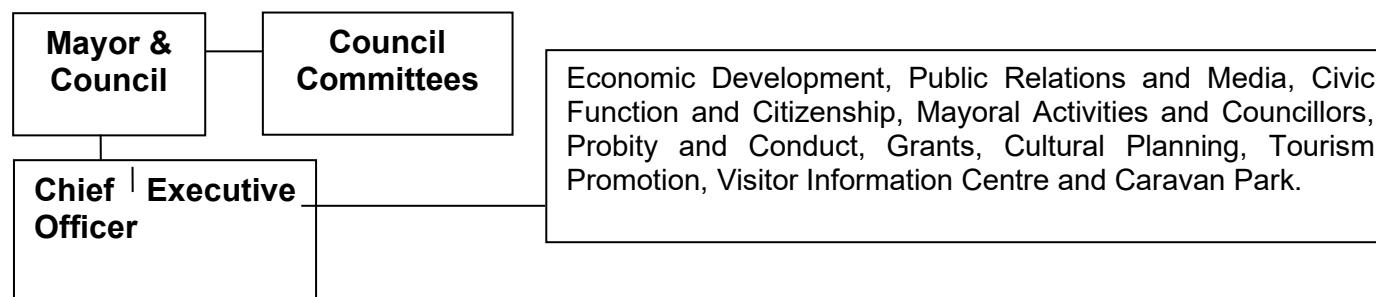 Mayor &
Council
Council
Committees
Economic Development, Public Relations and Media, Civic
Function and Citizenship, Mayoral Activities and Councillors,
Probity and Conduct, Grants, Cultural Planning, Tourism
Promotion, Visitor Information Centre and Caravan Park.
Chief Executive
Officer